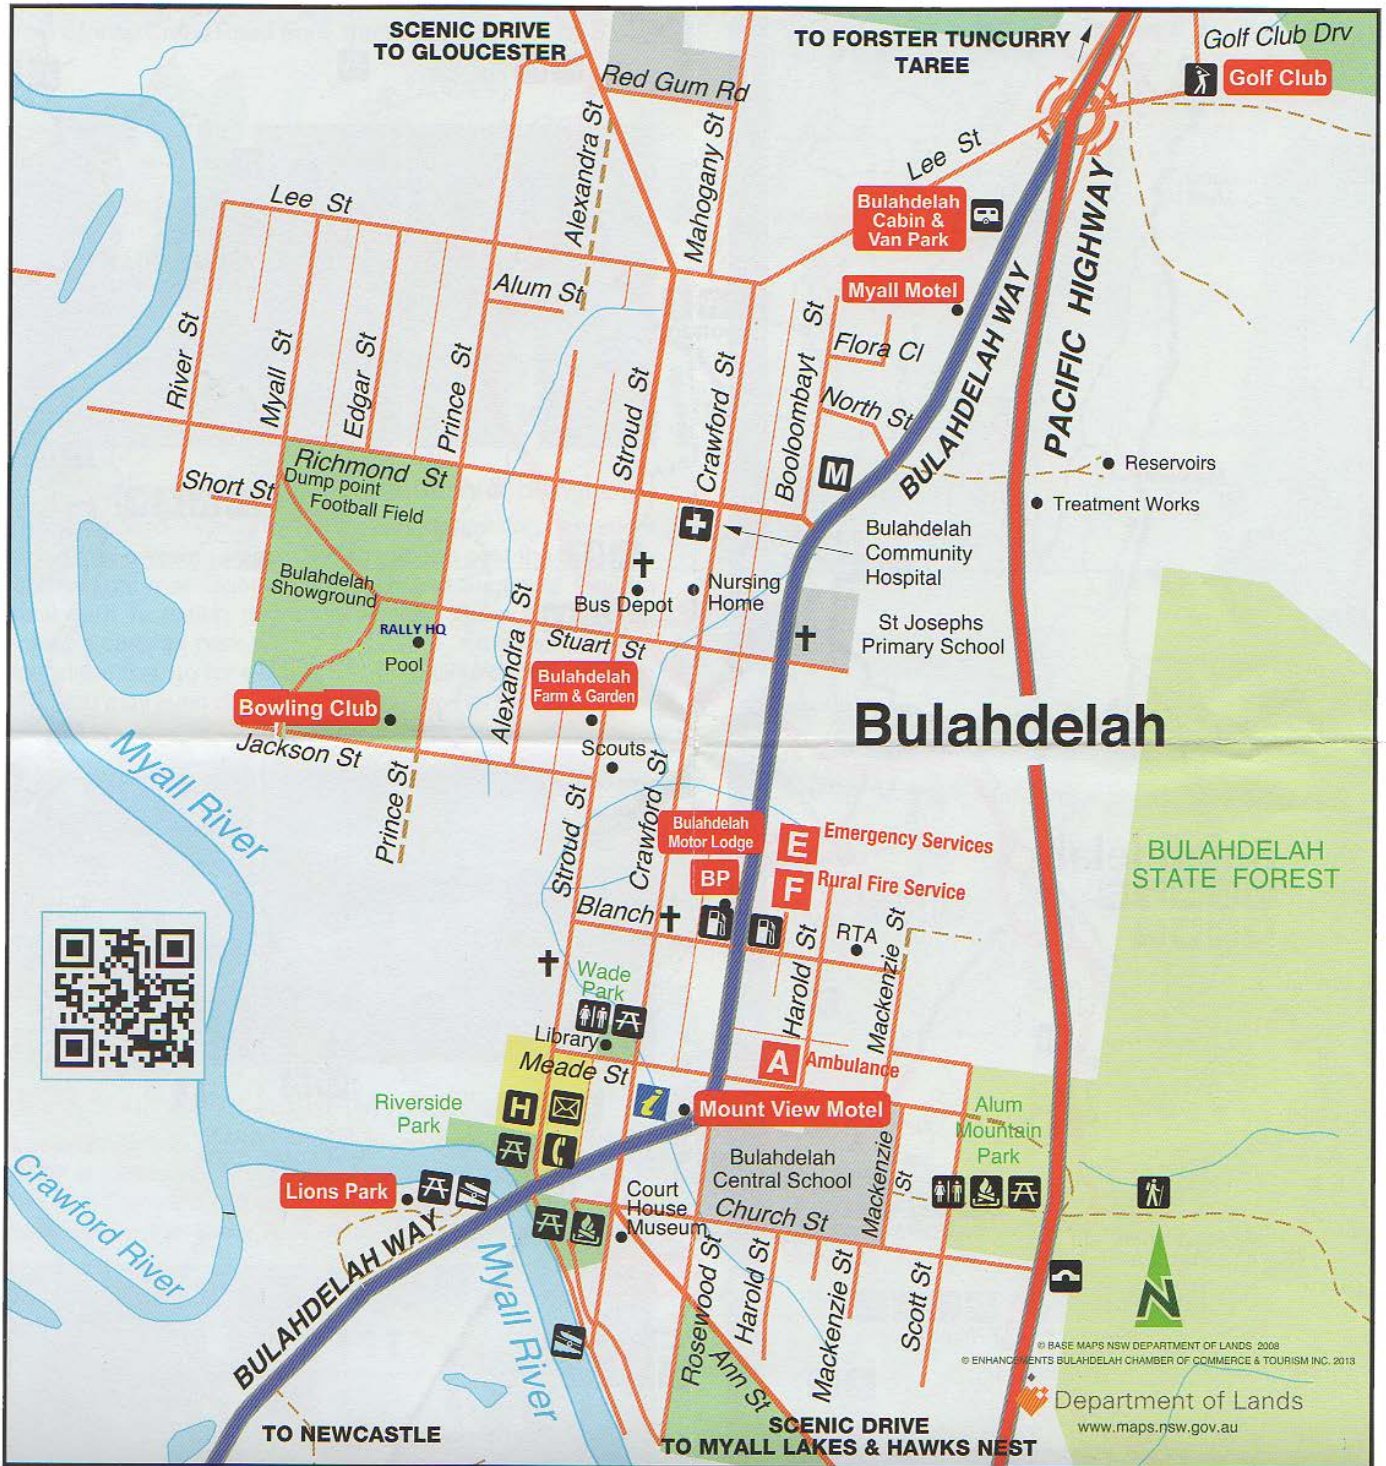 SCENIC DRIVE
TO GLOUCESTER
TO FORSTER TUNCURRY
TAREE
Golf Club Drv
Golf Club
Red Gum Rd
Alexandra St
Mahogany St
Lee St
Lee St
Bulahdelah
Cabin &
Van Park
Myall Motel
Alum St
River St
Myall St
Edgar St
Prince St
Stroud St
Crawford St
Booloombayt St
Flora Cl
North St
BULAHDELAH WAY
PACIFIC HIGHWAY
M
Reservoirs
Treatment Works
Richmond St
Dump point
Football Field
Short St
Bulahdelah
Community
Hospital
Bulahdelah
Showground
Bus Depot
Nursing
Home
St Josephs
Primary School
RALLY HQ
Pool
Alexandra St
Stuart St
Bulahdelah
Farm & Garden
Bowling Club
Bulahdelah
Jackson St
Scouts
Myall River
Prince St
Stroud St
Crawford St
Bulahdelah
Motor Lodge
E
Emergency Services
BP
F
Rural Fire Service
BULAHDELAH
STATE FOREST
Blanch
Harold St
RTA
Mackenzie St
Wade
Park
Library
Meade St
A
Ambulance
Riverside
Park
H
i
Mount View Motel
Alum
Mountain
Park
Bulahdelah
Central School
Mackenzie St
Lions Park
Crawford River
Court
House
Museum
Church St
BULAHDELAH WAY
Myall River
Rosewood St
Harold St
Mackenzie St
Scott St
Ann St
N
© BASE MAPS NSW DEPARTMENT OF LANDS 2008
© ENHANCEMENTS BULAHDELAH CHAMBER OF COMMERCE & TOURISM INC. 2013
Department of Lands
www.maps.nsw.gov.au
TO NEWCASTLE
SCENIC DRIVE
TO MYALL LAKES & HAWKS NEST